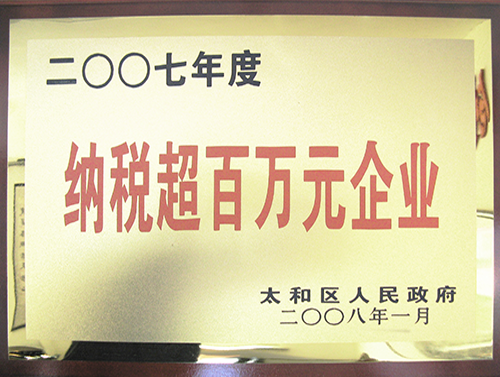 二〇〇七年度
纳税超百万元企业
太和区人民政府
二〇〇八年一月